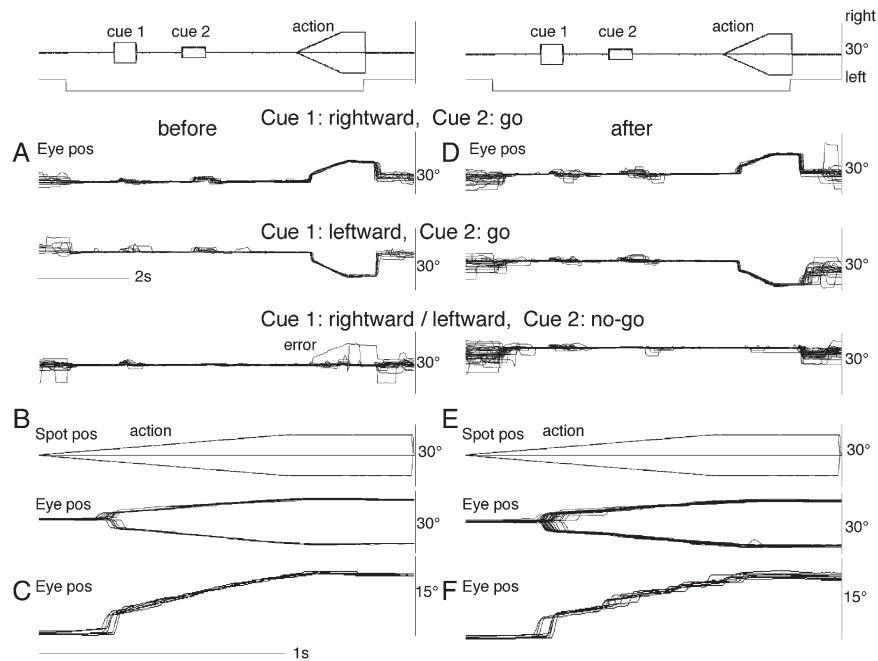 cue 1 cue 2 action
cue 1 cue 2 action
right
30°
left
Cue 1: rightward, Cue 2: go
before
after
A Eye pos
30°
D Eye pos
30°
Cue 1: leftward, Cue 2: go
30°
2s
30°
Cue 1: rightward / leftward, Cue 2: no-go
error
30°
30°
B
Spot pos action
30°
E
Spot pos action
30°
Eye pos
30°
Eye pos
30°
C Eye pos
15°
F Eye pos
15°
1s